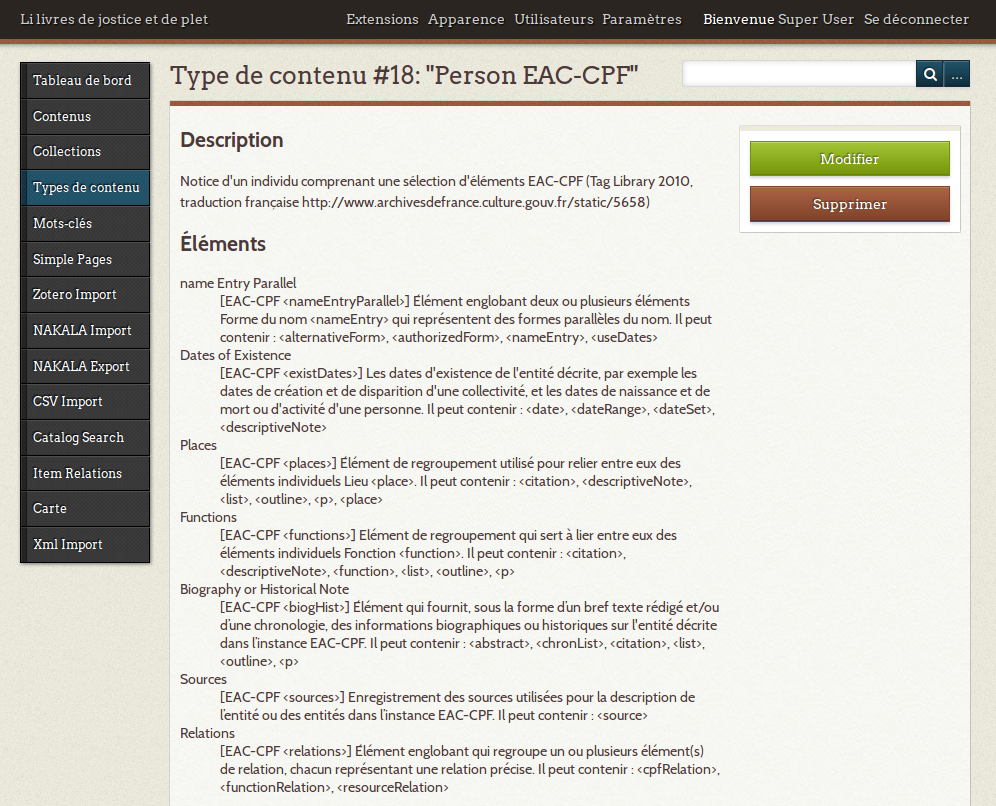 Li livres de jostice et de plet
Extensions Apparence Utilisateurs Paramètres Bienvenue Super User Se déconnecter
Tableau de bord
Contenus
Collections
Types de contenu
Mots-clés
Simple Pages
Zotero Import
NAKALA Import
NAKALA Export
CSV Import
Catalog Search
Item Relations
Carte
Xml Import
Type de contenu #18: "Person EAC-CPF"
...
Description
Notice d'un individu comprenant une sélection d'éléments EAC-CPF (Tag Library 2010,
traduction française http://www.archivesdefrance.culture.gouv.fr/static/5658)
Éléments
name Entry Parallel
[EAC-CPF <nameEntryParallel>] Élément englobant deux ou plusieurs éléments
Forme du nom <nameEntry> qui représentent des formes parallèles du nom. Il peut
contenir : <alternativeForm>, <authorizedForm>, <nameEntry>, <useDates>
Dates of Existence
[EAC-CPF <existDates>] Les dates d'existence de l'entité décrite, par exemple les
dates de création et de disparition d'une collectivité, et les dates de naissance et de
mort ou d'activité d'une personne. Il peut contenir : <date>, <dateRange>, <dateSet>,
<descriptiveNote>
Places
[EAC-CPF <places>] Élément de regroupement utilisé pour relier entre eux des
éléments individuels Lieu <place>. Il peut contenir : <citation>, <descriptiveNote>,
<list>, <outline>, <p>, <place>
Functions
[EAC-CPF <functions>] Elément de regroupement qui sert à lier entre eux des
éléments individuels Fonction <function>. Il peut contenir : <citation>,
<descriptiveNote>, <function>, <list>, <outline>, <p>
Biography or Historical Note
[EAC-CPF <biogHist>] Élément qui fournit, sous la forme d'un bref texte rédigé et/ou
d'une chronologie, des informations biographiques ou historiques sur l'entité décrite
dans l'instance EAC-CPF. Il peut contenir : <abstract>, <chronList>, <citation>, <list>,
<outline>, <p>
Sources
[EAC-CPF <sources>] Enregistrement des sources utilisées pour la description de
l'entité ou des entités dans l'instance EAC-CPF. Il peut contenir : <source>
Relations
[EAC-CPF <relations>] Élément englobant qui regroupe un ou plusieurs élément(s)
de relation, chacun représentant une relation précise. Il peut contenir : <cpfRelation>,
<functionRelation>, <resourceRelation>
Modifier
Supprimer